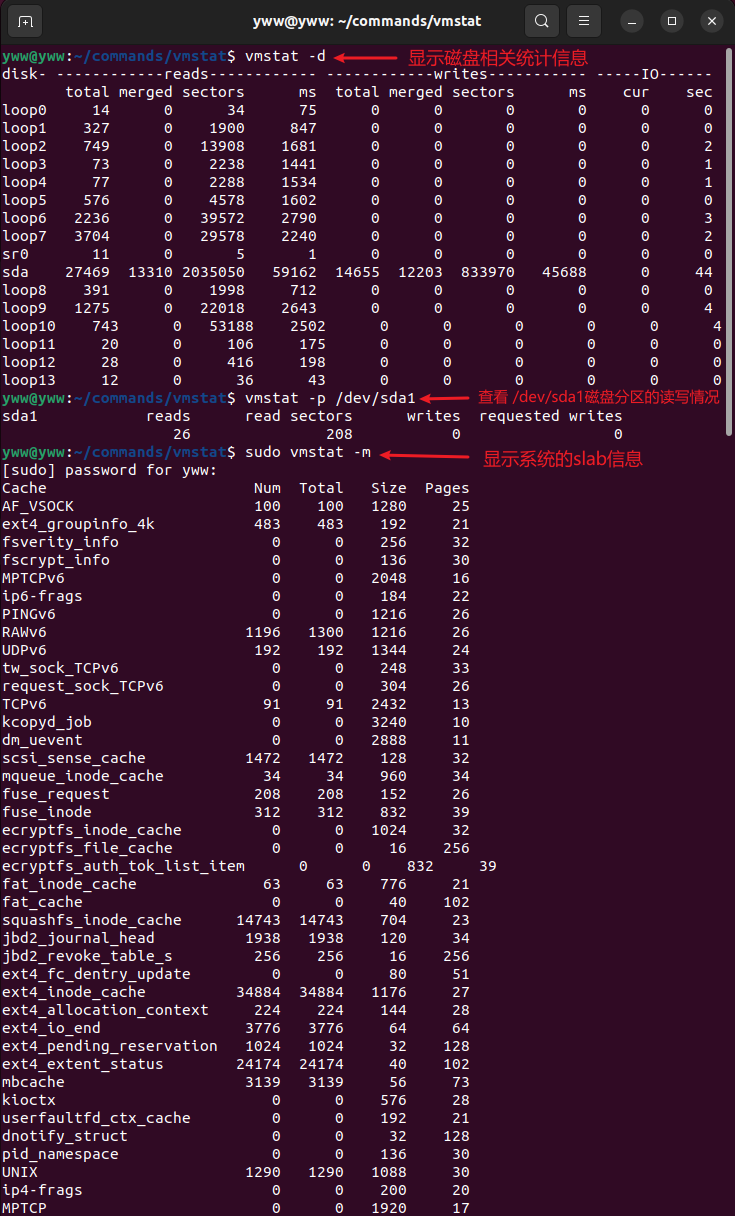 yww@yww: ~/commands/vmstat
yww@yww:~/commands/vmstat$ vmstat -d 显示磁盘相关统计信息
disk- ------------reads------------ ------------writes----------- -----IO------
       total merged sectors      ms  total merged sectors      ms    cur    sec
loop0     14      0      34      75      0      0       0       0      0      0
loop1    327      0    1900     847      0      0       0       0      0      0
loop2    749      0   13908    1681      0      0       0       0      0      2
loop3     73      0    2238    1441      0      0       0       0      0      1
loop4     77      0    2288    1534      0      0       0       0      0      1
loop5    576      0    4578    1602      0      0       0       0      0      0
loop6   2236      0   39572    2790      0      0       0       0      0      3
loop7   3704      0   29578    2240      0      0       0       0      0      2
sr0       11      0       5       1      0      0       0       0      0      0
sda    27469  13310 2035050   59162  14655  12203  833970   45688      0     44
loop8    391      0    1998     712      0      0       0       0      0      0
loop9   1275      0   22018    2643      0      0       0       0      0      4
loop10    743      0   53188    2502      0      0       0       0      0      4
loop11     20      0     106     175      0      0       0       0      0      0
loop12     28      0     416     198      0      0       0       0      0      0
loop13     12      0      36      43      0      0       0       0      0      0
yww@yww:~/commands/vmstat$ vmstat -p /dev/sda1 查看 /dev/sda1磁盘分区的读写情况
sda1            reads      read sectors      writes  requested writes
                   26               208           0                 0
yww@yww:~/commands/vmstat$ sudo vmstat -m 显示系统的slab信息
[sudo] password for yww:
Cache                       Num  Total   Size  Pages
AF_VSOCK                    100    100   1280     25
ext4_groupinfo_4k           483    483    192     21
fsverity_info                 0      0    256     32
fscrypt_info                  0      0    136     30
MPTCPv6                       0      0   2048     16
ip6-frags                     0      0    184     22
PINGv6                        0      0   1216     26
RAWv6                      1196   1300   1216     26
UDPv6                       192    192   1344     24
tw_sock_TCPv6                 0      0    248     33
request_sock_TCPv6            0      0    304     26
TCPv6                        91     91   2432     13
kcopyd_job                    0      0   3240     10
dm_uevent                     0      0   2888     11
scsi_sense_cache           1472   1472    128     32
mqueue_inode_cache           34     34    960     34
fuse_request                208    208    152     26
fuse_inode                  312    312    832     39
ecryptfs_inode_cache          0      0   1024     32
ecryptfs_file_cache           0      0     16    256
ecryptfs_auth_tok_list_item      0      0    832     39
fat_inode_cache              63     63    776     21
fat_cache                     0      0     40    102
squashfs_inode_cache      14743  14743    704     23
jbd2_journal_head          1938   1938    120     34
jbd2_revoke_table_s         256    256     16    256
ext4_fc_dentry_update         0      0     80     51
ext4_inode_cache          34884  34884   1176     27
ext4_allocation_context     224    224    144     28
ext4_io_end                3776   3776     64     64
ext4_pending_reservation   1024   1024     32    128
ext4_extent_status        24174  24174     40    102
mbcache                    3139   3139     56     73
kioctx                        0      0    576     28
userfaultfd_ctx_cache         0      0    192     21
dnotify_struct                0      0     32    128
pid_namespace                 0      0    136     30
UNIX                       1290   1290   1088     30
ip4-frags                     0      0    200     20
MPTCP                         0      0   1920     17